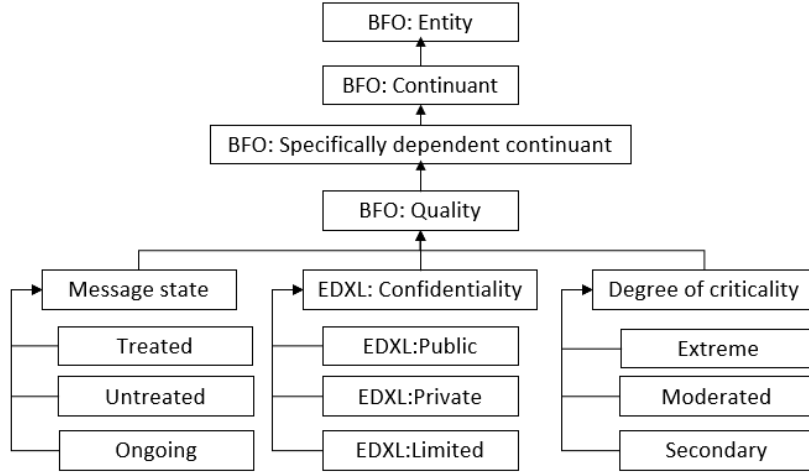 BFO: Entity
BFO: Continuant
BFO: Specifically dependent continuant
BFO: Quality
Message state
EDXL: Confidentiality
Degree of criticality
Treated
EDXL:Public
Extreme
Untreated
EDXL:Private
Moderated
Ongoing
EDXL:Limited
Secondary